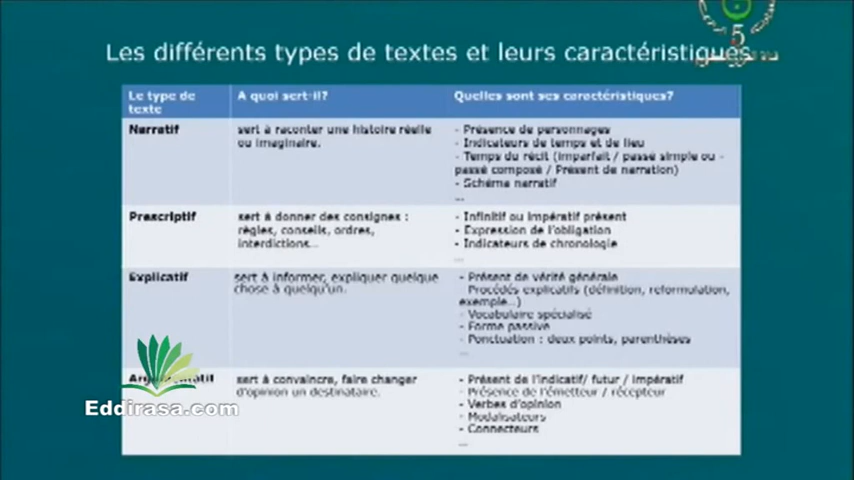 5
Les différents types de textes et leurs caractéristiques
Le type de
texte
A quoi sert-il?
Quelles sont ses caractéristiques?
Narratif
sert à raconter une histoire réelle
ou imaginaire.
- Présence de personnages
- Indicateurs de temps et de lieu
- Temps du récit (imparfait / passé simple ou -
passé composé / Présent de narration)
- Schéma narratif
...
Prescriptif
sert à donner des consignes :
règles, conseils, ordres,
interdictions...
- Infinitif ou impératif présent
- Expression de l'obligation
- Indicateurs de chronologie
...
Explicatif
sert à informer, expliquer quelque
chose à quelqu'un.
- Présent de vérité générale
- Procédés explicatifs (définition, reformulation,
exemple...)
- Vocabulaire spécialisé
- Forme passive
- Ponctuation : deux points, parenthèses
...
sert à convaincre, faire changer
d'opinion un destinataire.
- Présent de l'indicatif/ futur / impératif
- Présence de l'émetteur / récepteur
- Verbes d'opinion
- Modalisateurs
- Connecteurs
...
Eddirasa.com